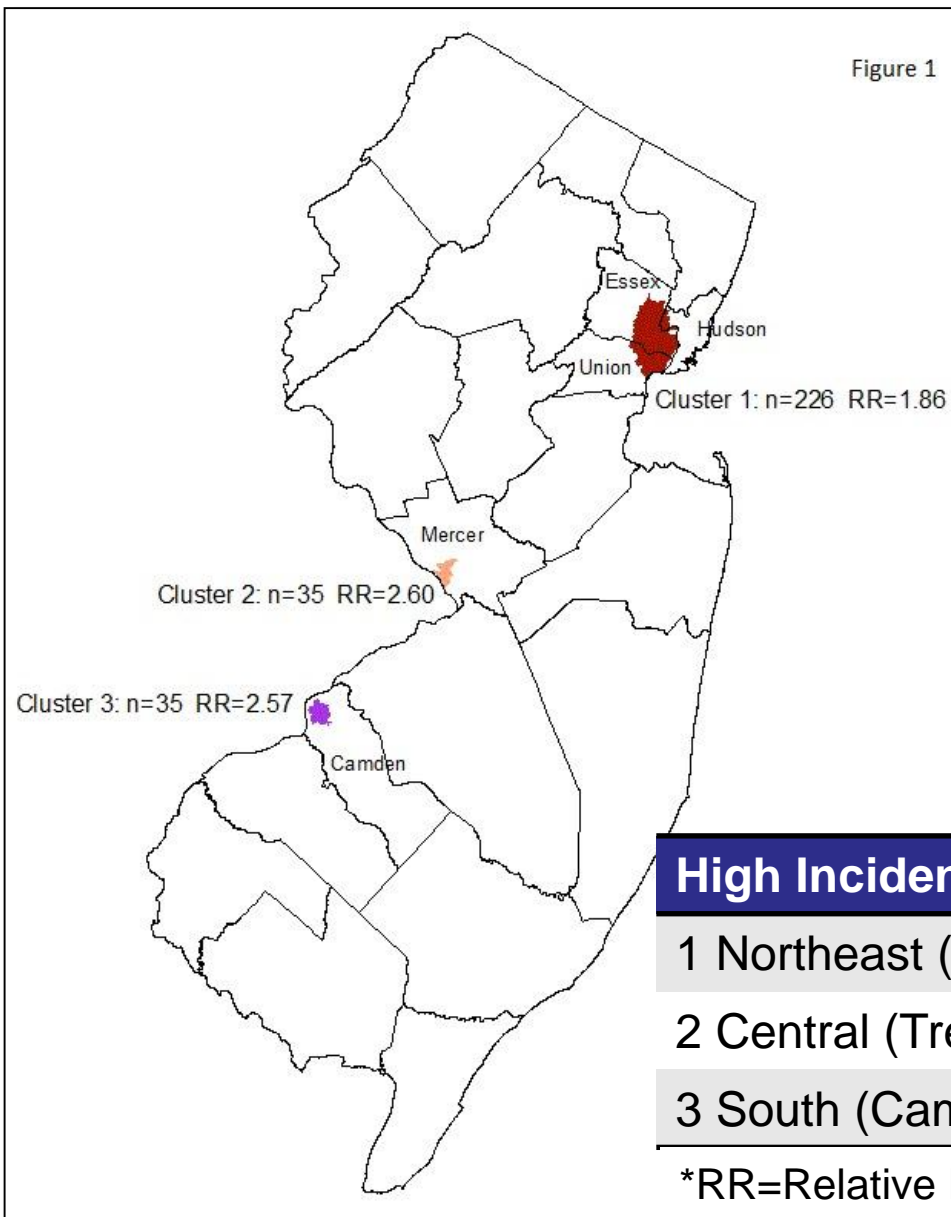 Figure 1
Essex
Hudson
Union
Cluster 1: n=226 RR=1.86
Mercer
Cluster 2: n=35 RR=2.60
Cluster 3: n=35 RR=2.57
Camden
High Inciden
1 Northeast (
2 Central (Tre
3 South (Cam
*RR=Relative